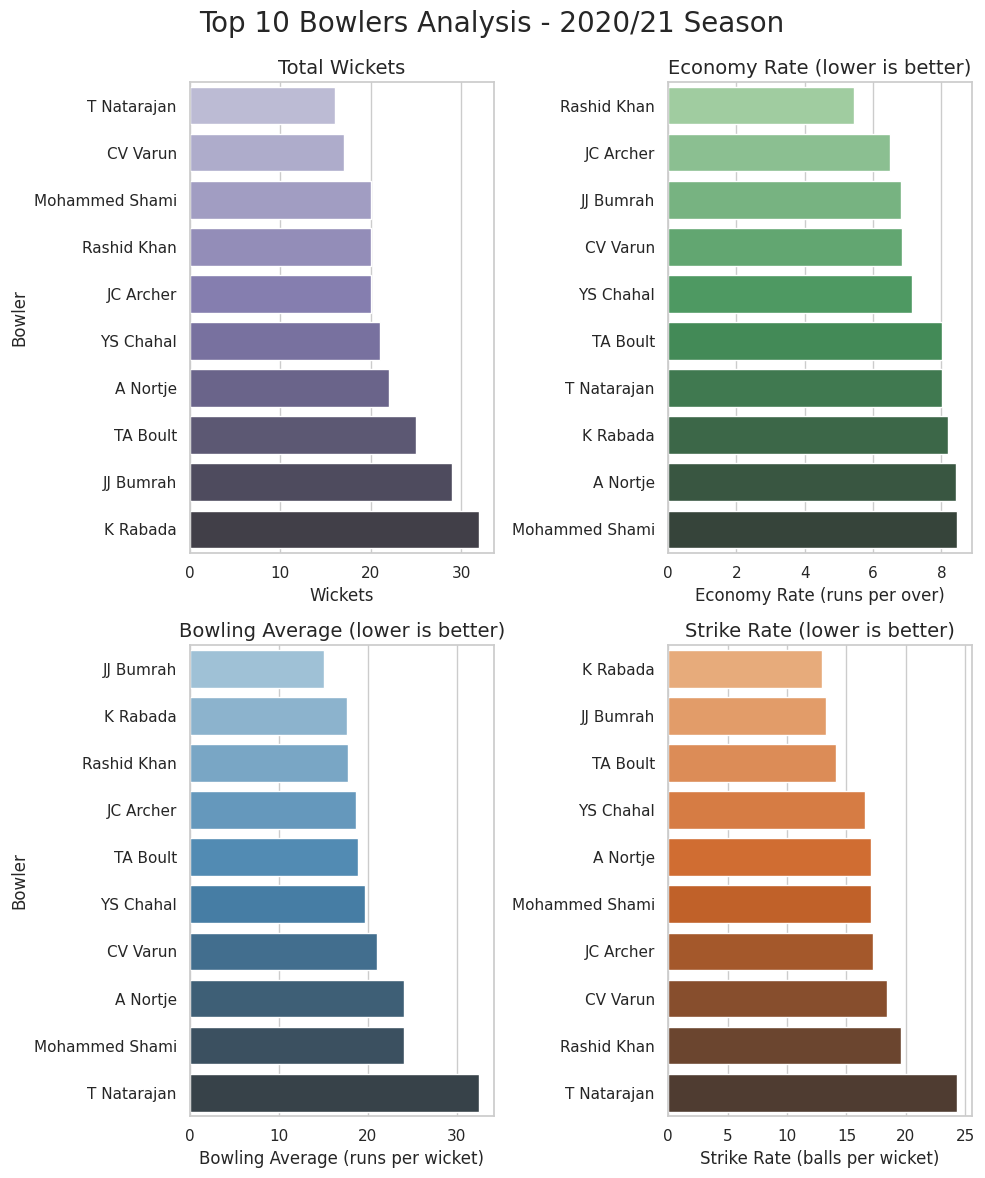 Top 10 Bowlers Analysis - 2020/21 Season
Total Wickets
Bowler
T Natarajan
CV Varun
Mohammed Shami
Rashid Khan
JC Archer
YS Chahal
A Nortje
TA Boult
JJ Bumrah
K Rabada
0 10 20 30
Wickets
Economy Rate (lower is better)
Rashid Khan
JC Archer
JJ Bumrah
CV Varun
YS Chahal
TA Boult
T Natarajan
K Rabada
A Nortje
Mohammed Shami
0 2 4 6 8
Economy Rate (runs per over)
Bowling Average (lower is better)
Bowler
JJ Bumrah
K Rabada
Rashid Khan
JC Archer
TA Boult
YS Chahal
CV Varun
A Nortje
Mohammed Shami
T Natarajan
0 10 20 30
Bowling Average (runs per wicket)
Strike Rate (lower is better)
K Rabada
JJ Bumrah
TA Boult
YS Chahal
A Nortje
Mohammed Shami
JC Archer
CV Varun
Rashid Khan
T Natarajan
0 5 10 15 20 25
Strike Rate (balls per wicket)